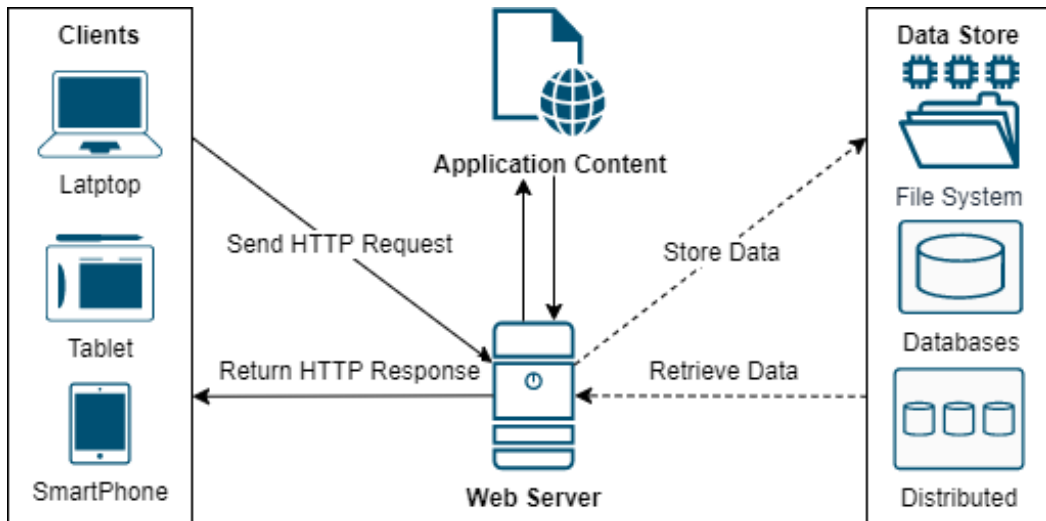 Clients
Latptop
Tablet
SmartPhone
Application Content
Send HTTP Request
Return HTTP Response
Web Server
Store Data
Retrieve Data
Data Store
File System
Databases
Distributed